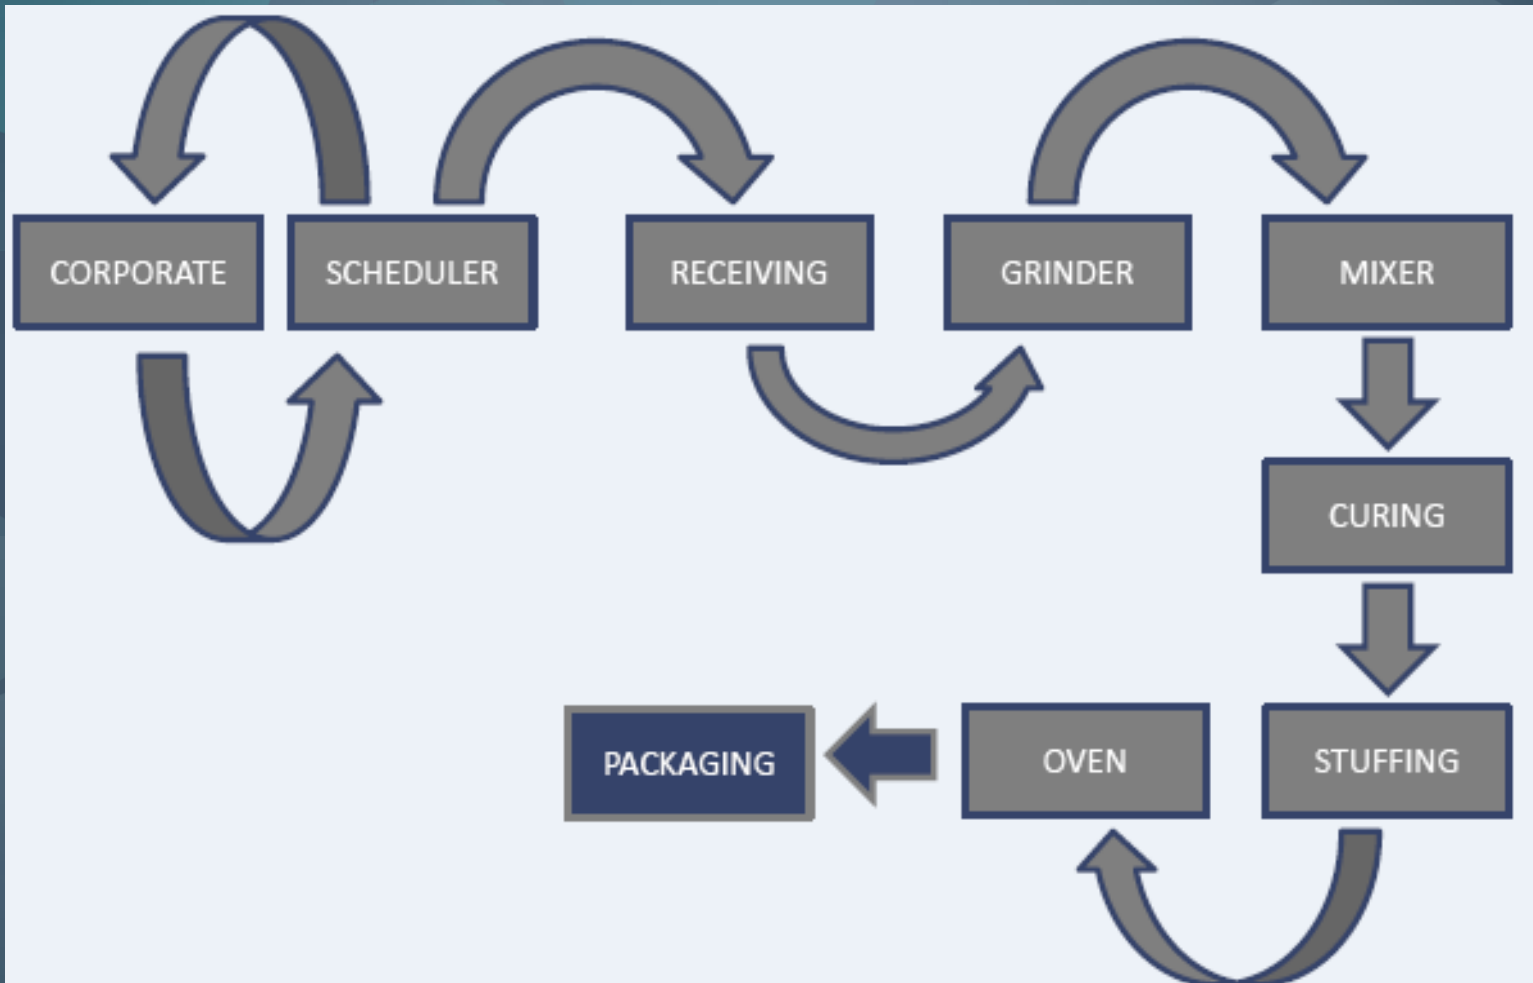 CORPORATE
SCHEDULER
RECEIVING
GRINDER
MIXER
CURING
STUFFING
OVEN
PACKAGING